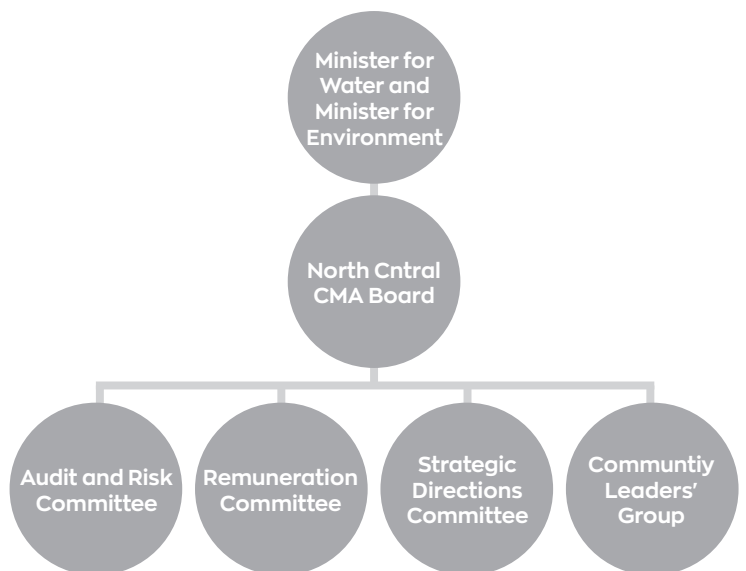 Minister for
Water and
Minister for
Environment
North Cntral
CMA Board
Audit and Risk
Committee
Remuneration
Committee
Strategic
Directions
Committee
Communtiy
Leaders'
Group